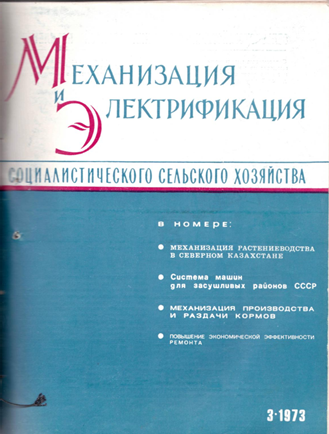 МЕХАНИЗАЦИЯ
И
ЭЛЕКТРИФИКАЦИЯ
СОЦИАЛИСТИЧЕСКОГО СЕЛЬСКОГО ХОЗЯЙСТВА
В НОМЕРЕ:
МЕХАНИЗАЦИЯ РАСТЕНИЕВОДСТВА
В СЕВЕРНОМ КАЗАХСТАНЕ
Система машин
для засушливых районов СССР
МЕХАНИЗАЦИЯ ПРОИЗВОДСТВА
И РАЗДАЧИ КОРМОВ
ПОВЫШЕНИЕ ЭКОНОМИЧЕСКОЙ ЭФФЕКТИВНОСТИ
РЕМОНТА
3·1973